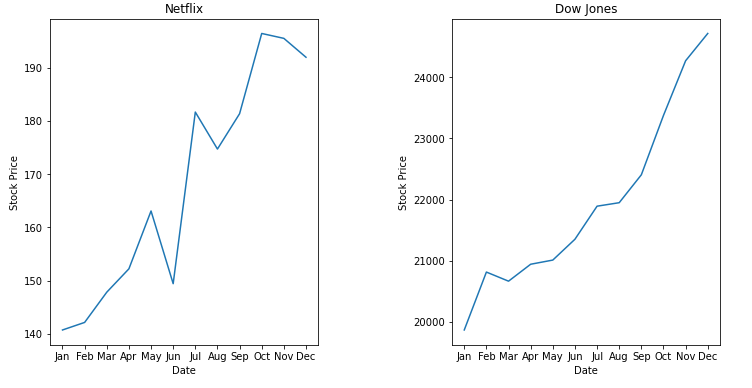 Netflix
Stock Price
190
180
170
160
150
140
Jan Feb Mar Apr May Jun Jul Aug Sep Oct Nov Dec
Date
Dow Jones
Stock Price
24000
23000
22000
21000
20000
Jan Feb Mar Apr May Jun Jul Aug Sep Oct Nov Dec
Date